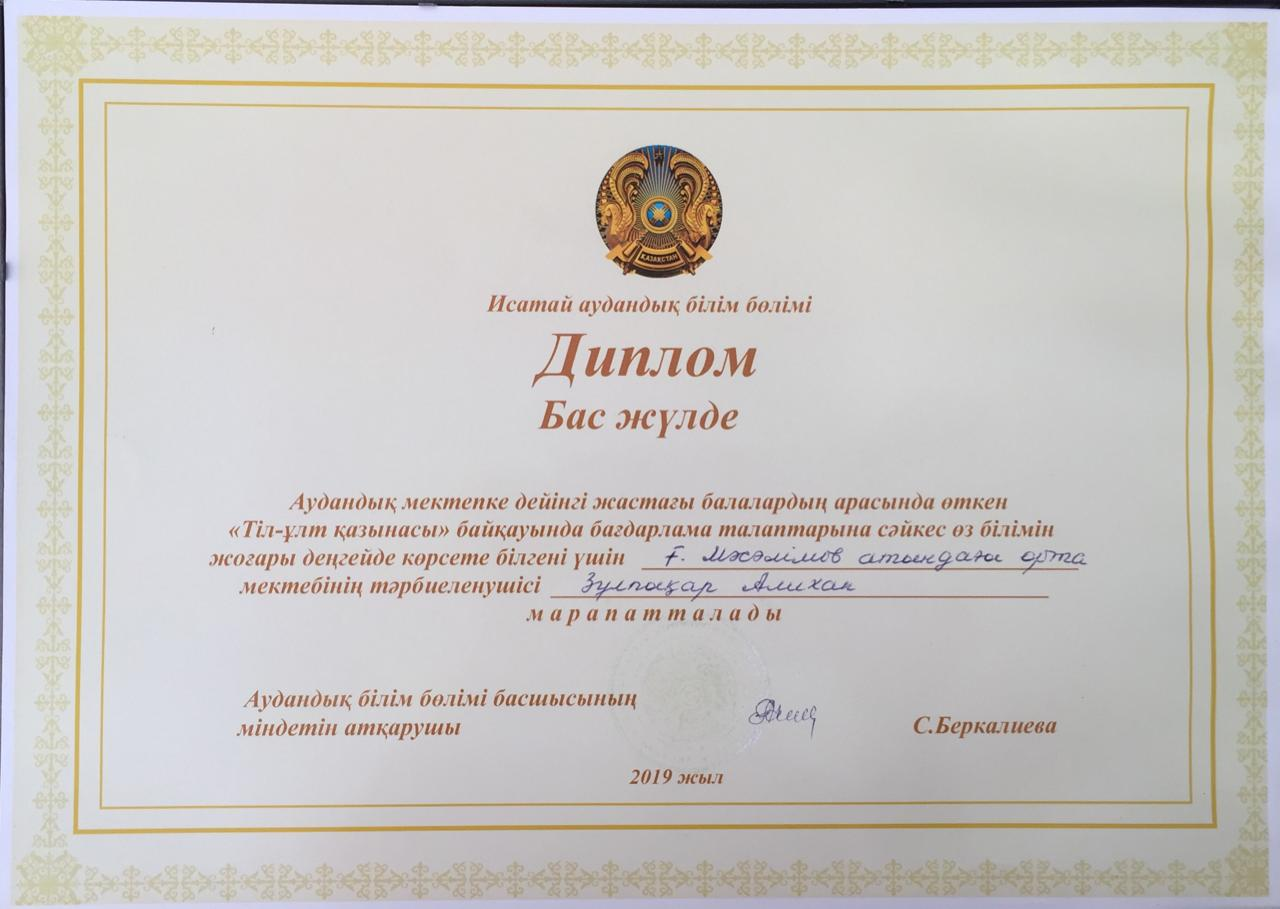 ҚАЗАҚСТАН
Исатай аудандық білім бөлімі
Диплом
Бас жүлде
Аудандық мектепке дейінгі жастағы балалардың арасында өткен
«Тіл-ұлт қазынасы» байқауында бағдарлама талаптарына сәйкес өз білімін
жоғары деңгейде көрсете білгені үшін Ғ. атындағы орта
мектебінің тәрбиеленушісі Зулпақар Алихан
марапатталады
Аудандық білім бөлімі басшысының
міндетін атқарушы
С.Беркалиева
2019 жыл